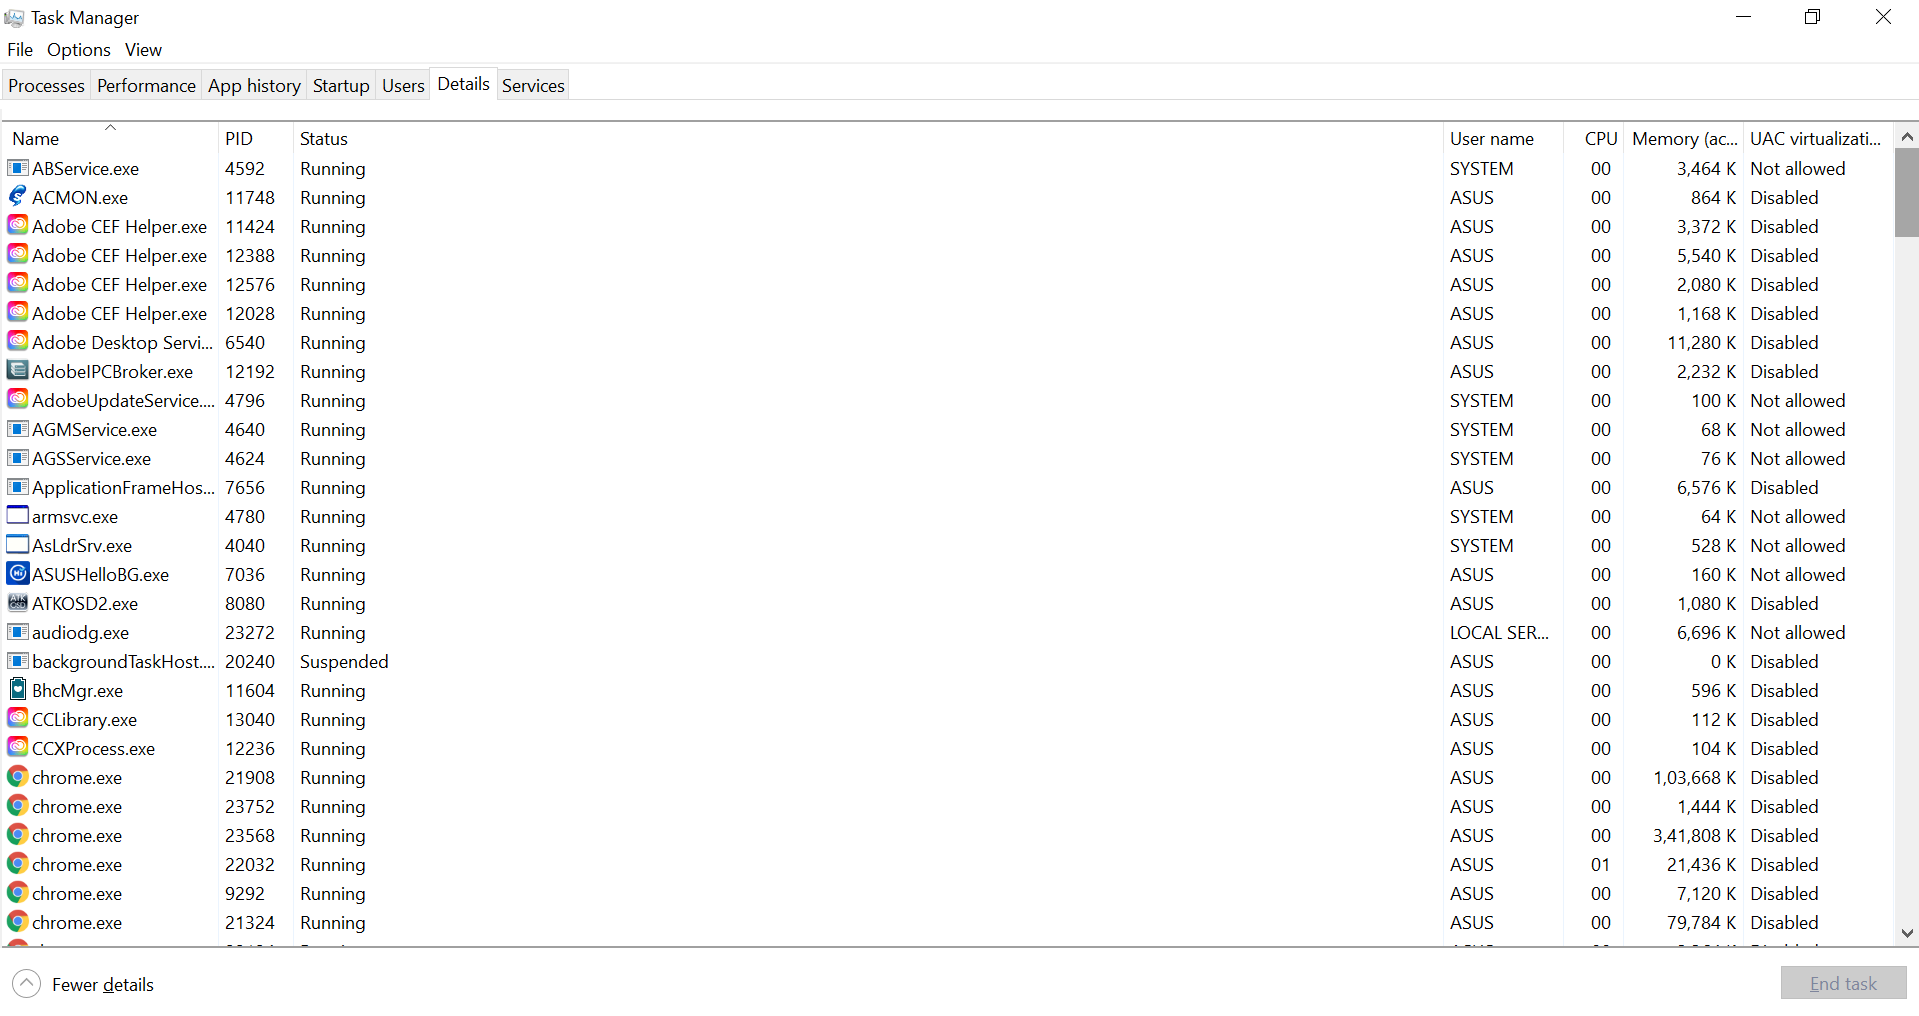 Task Manager
File Options View
Processes Performance App history Startup Users Details Services
Name PID Status User name CPU Memory (ac... UAC virtualizati...
ABService.exe 4592 Running SYSTEM 00 3,464 K Not allowed
ACMON.exe 11748 Running ASUS 00 864 K Disabled
Adobe CEF Helper.exe 11424 Running ASUS 00 3,372 K Disabled
Adobe CEF Helper.exe 12388 Running ASUS 00 5,540 K Disabled
Adobe CEF Helper.exe 12576 Running ASUS 00 2,080 K Disabled
Adobe CEF Helper.exe 12028 Running ASUS 00 1,168 K Disabled
Adobe Desktop Servi... 6540 Running ASUS 00 11,280 K Disabled
AdobeIPCBroker.exe 12192 Running ASUS 00 2,232 K Disabled
AdobeUpdateService.... 4796 Running SYSTEM 00 100 K Not allowed
AGMService.exe 4640 Running SYSTEM 00 68 K Not allowed
AGSService.exe 4624 Running SYSTEM 00 76 K Not allowed
ApplicationFrameHos... 7656 Running ASUS 00 6,576 K Disabled
armsvc.exe 4780 Running SYSTEM 00 64 K Not allowed
AsLdrSrv.exe 4040 Running SYSTEM 00 528 K Not allowed
ASUSHelloBG.exe 7036 Running ASUS 00 160 K Not allowed
ATKOSD2.exe 8080 Running ASUS 00 1,080 K Disabled
audiodg.exe 23272 Running LOCAL SER... 00 6,696 K Not allowed
backgroundTaskHost.... 20240 Suspended ASUS 00 0 K Disabled
BhcMgr.exe 11604 Running ASUS 00 596 K Disabled
CCLibrary.exe 13040 Running ASUS 00 112 K Disabled
CCXProcess.exe 12236 Running ASUS 00 104 K Disabled
chrome.exe 21908 Running ASUS 00 1,03,668 K Disabled
chrome.exe 23752 Running ASUS 00 1,444 K Disabled
chrome.exe 23568 Running ASUS 00 3,41,808 K Disabled
chrome.exe 22032 Running ASUS 01 21,436 K Disabled
chrome.exe 9292 Running ASUS 00 7,120 K Disabled
chrome.exe 21324 Running ASUS 00 79,784 K Disabled
Fewer details End task